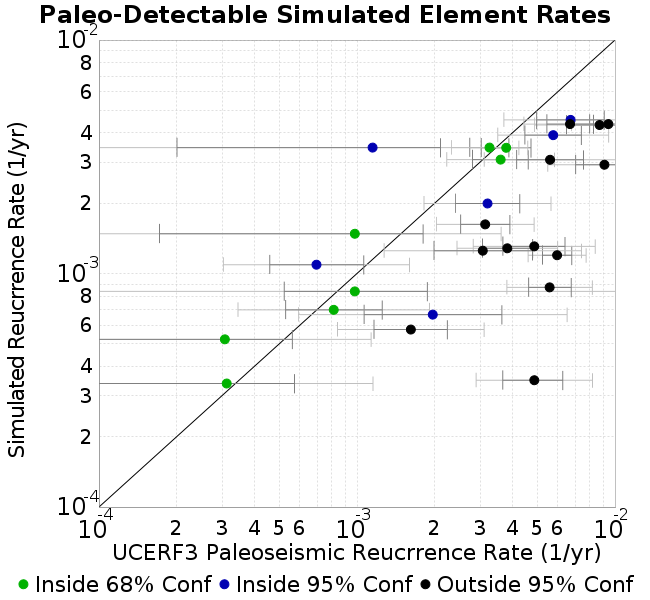 Paleo-Detectable Simulated Element Rates
Simulated Reucrrence Rate (1/yr)
10-2
8
6
4
3
2
10-3
8
6
4
3
2
10-4
10-4 2 3 4 5 6 10-3 2 3 4 5 6 10-2
UCERF3 Paleoseismic Reucrrence Rate (1/yr)
Inside 68% Conf Inside 95% Conf Outside 95% Conf